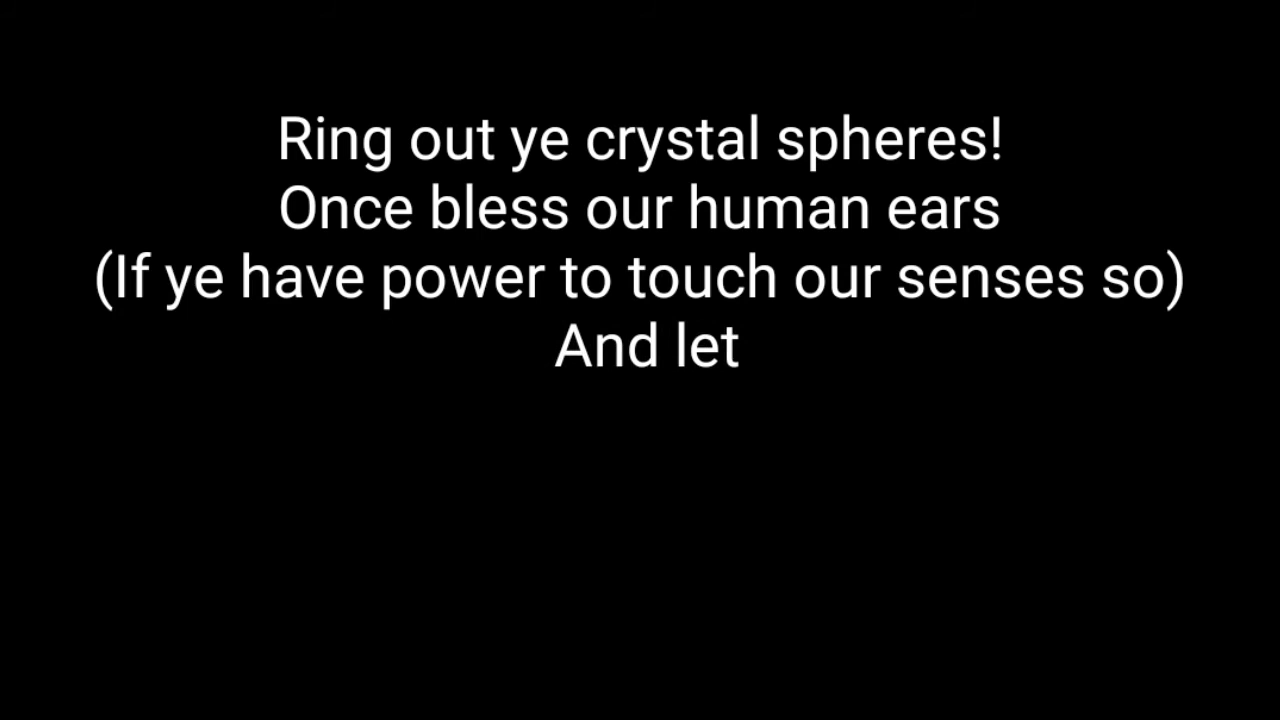 Ring out ye crystal spheres!
Once bless our human ears
(If ye have power to touch our senses so)
And let